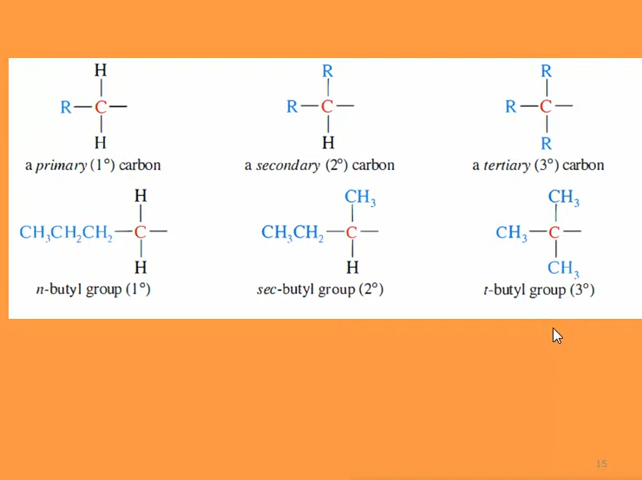 H R R
R—C— R—C— R—C—
H H R
a primary (1°) carbon a secondary (2°) carbon a tertiary (3°) carbon
H CH₃ CH₃
CH₃CH₂CH₂—C— CH₃CH₂—C— CH₃—C—
H H CH₃
n-butyl group (1°) sec-butyl group (2°) t-butyl group (3°)
15